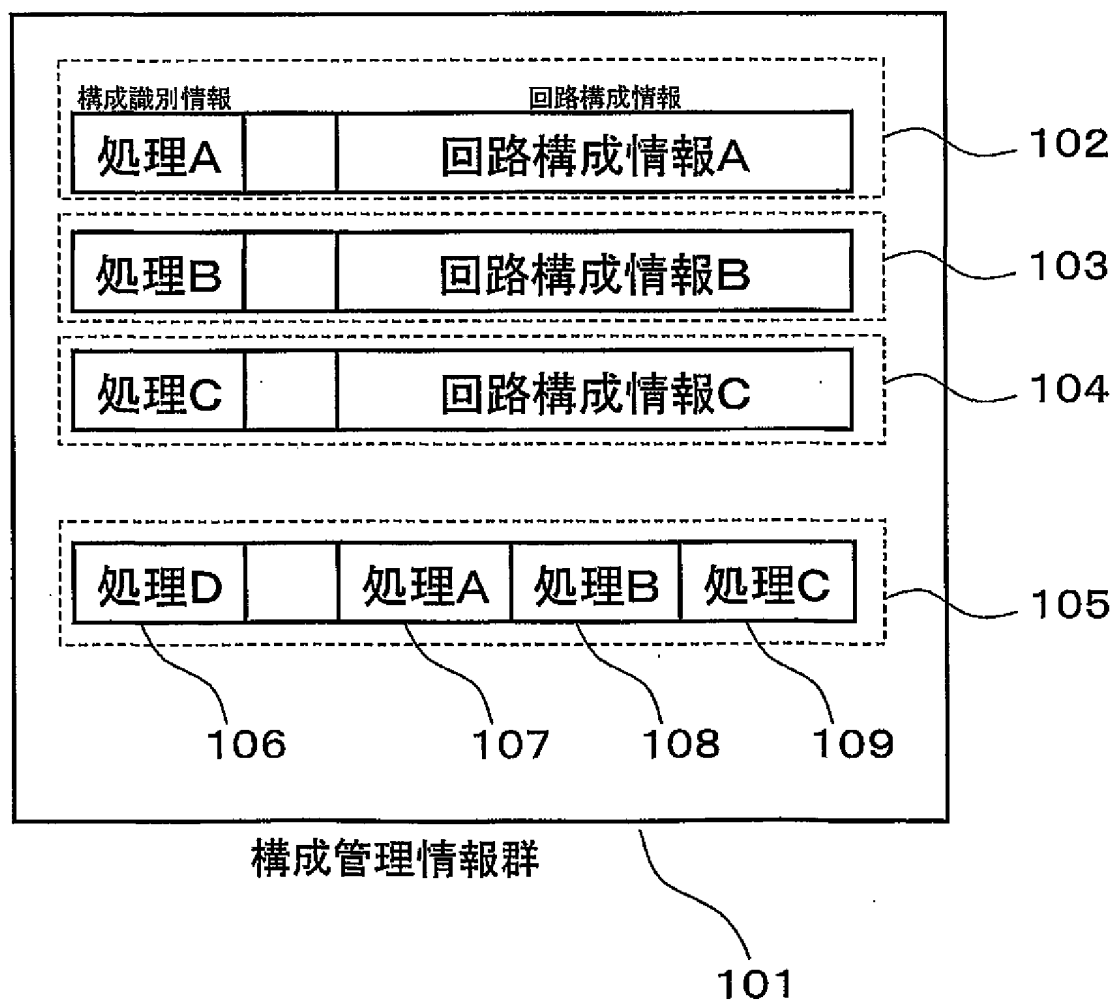 構成識別情報 回路構成情報
処理A 回路構成情報A 102
処理B 回路構成情報B 103
処理C 回路構成情報C 104
処理D 処理A 処理B 処理C 105
106 107 108 109
構成管理情報群
101